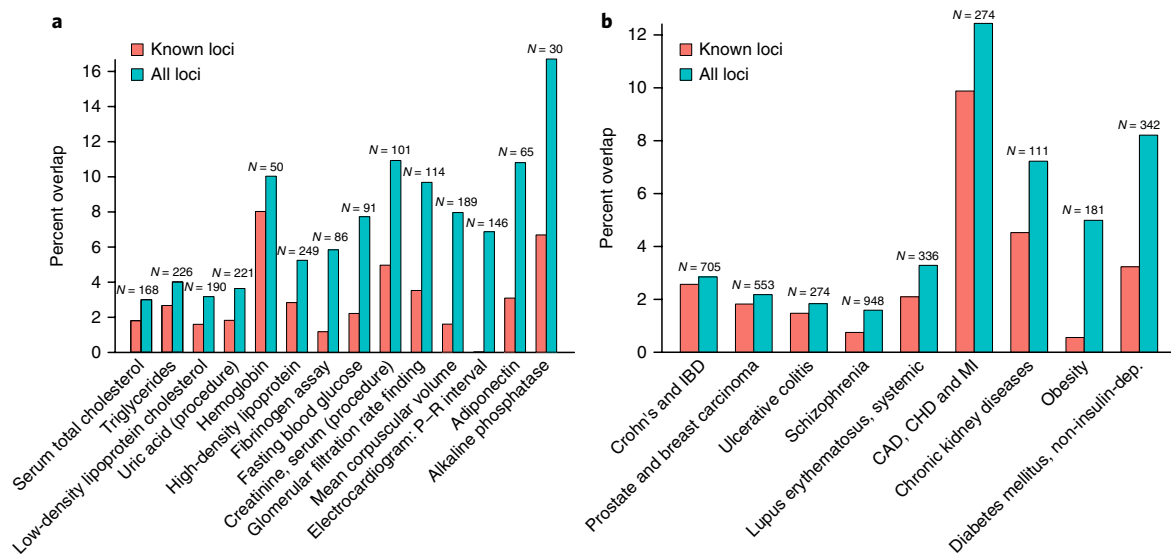 a
Known loci
All loci
Percent overlap
16
14
12
10
8
6
4
2
0
N = 168
N = 226
N = 190
N = 221
N = 50
N = 249
N = 86
N = 91
N = 101
N = 114
N = 189
N = 146
N = 65
N = 30
Serum total cholesterol
Triglycerides
Low-density lipoprotein cholesterol
Uric acid (procedure)
Hemoglobin
High-density lipoprotein
Fibrinogen assay
Fasting blood glucose
Creatinine, serum (procedure)
Glomerular filtration rate finding
Mean corpuscular volume
Electrocardiogram: P–R interval
Adiponectin
Alkaline phosphatase
b
Known loci
All loci
Percent overlap
12
10
8
6
4
2
0
N = 705
N = 553
N = 274
N = 948
N = 336
N = 274
N = 111
N = 181
N = 342
Crohn's and IBD
Prostate and breast carcinoma
Ulcerative colitis
Schizophrenia
Lupus erythematosus, systemic
CAD, CHD and MI
Chronic kidney diseases
Obesity
Diabetes mellitus, non-insulin-dep.